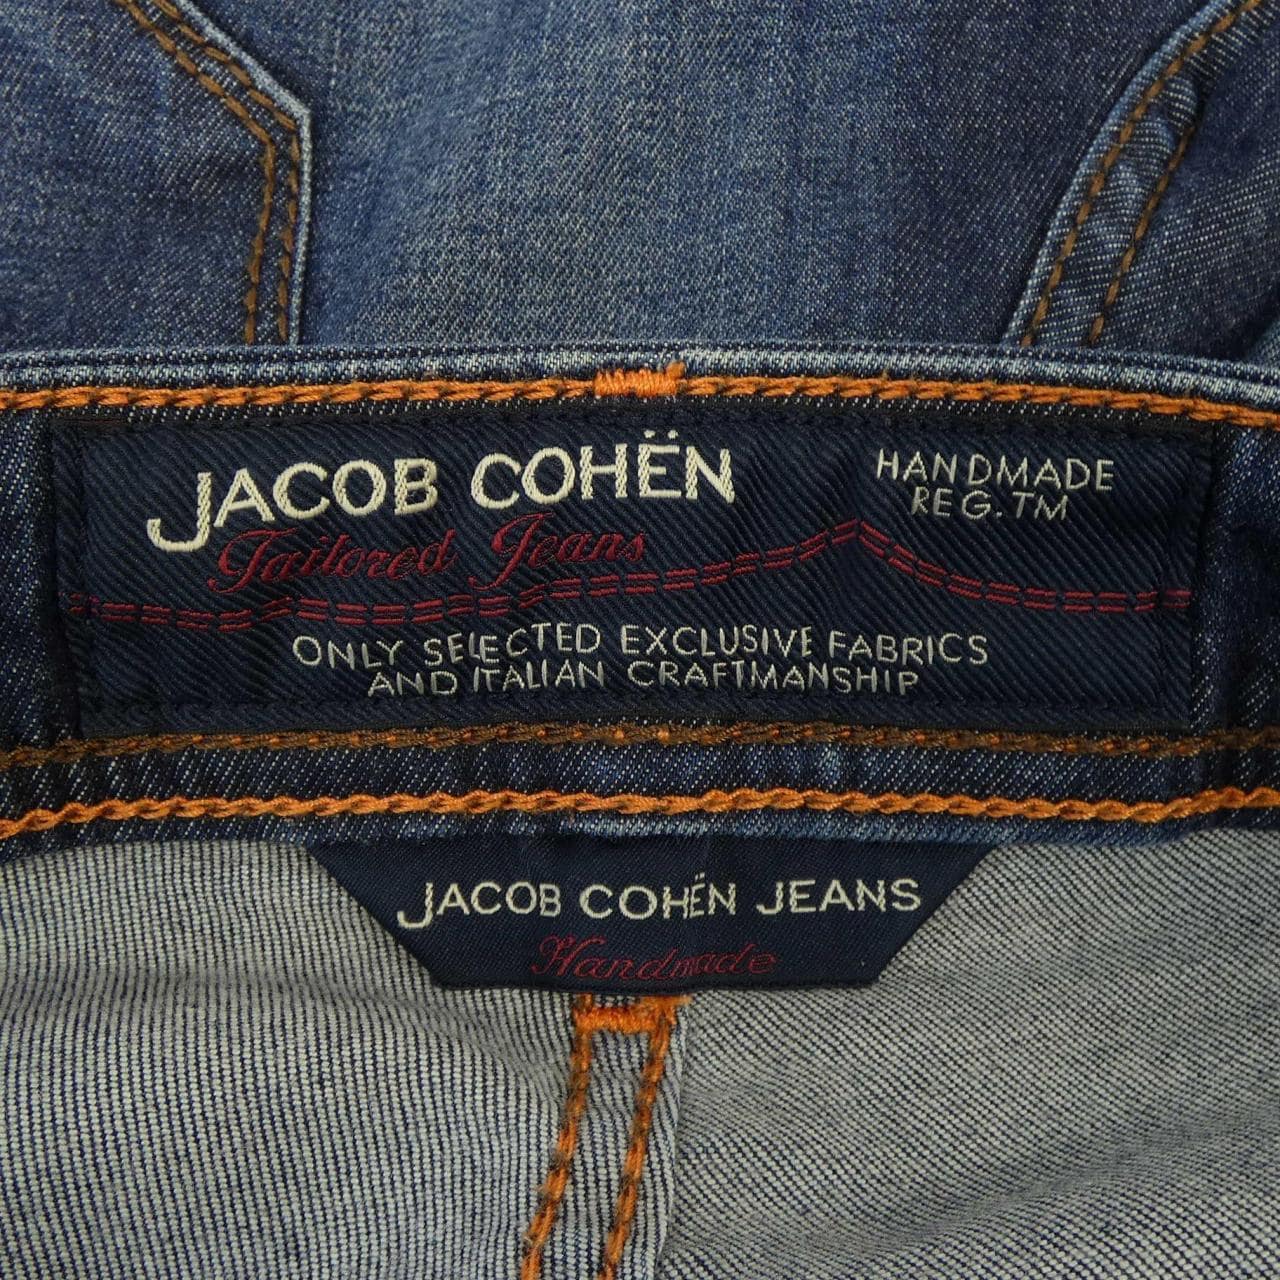 JACOB COHËN
HANDMADE
REG.TM
Tailored Jeans
ONLY SELECTED EXCLUSIVE FABRICS
AND ITALIAN CRAFTMANSHIP
JACOB COHËN JEANS
Handmade